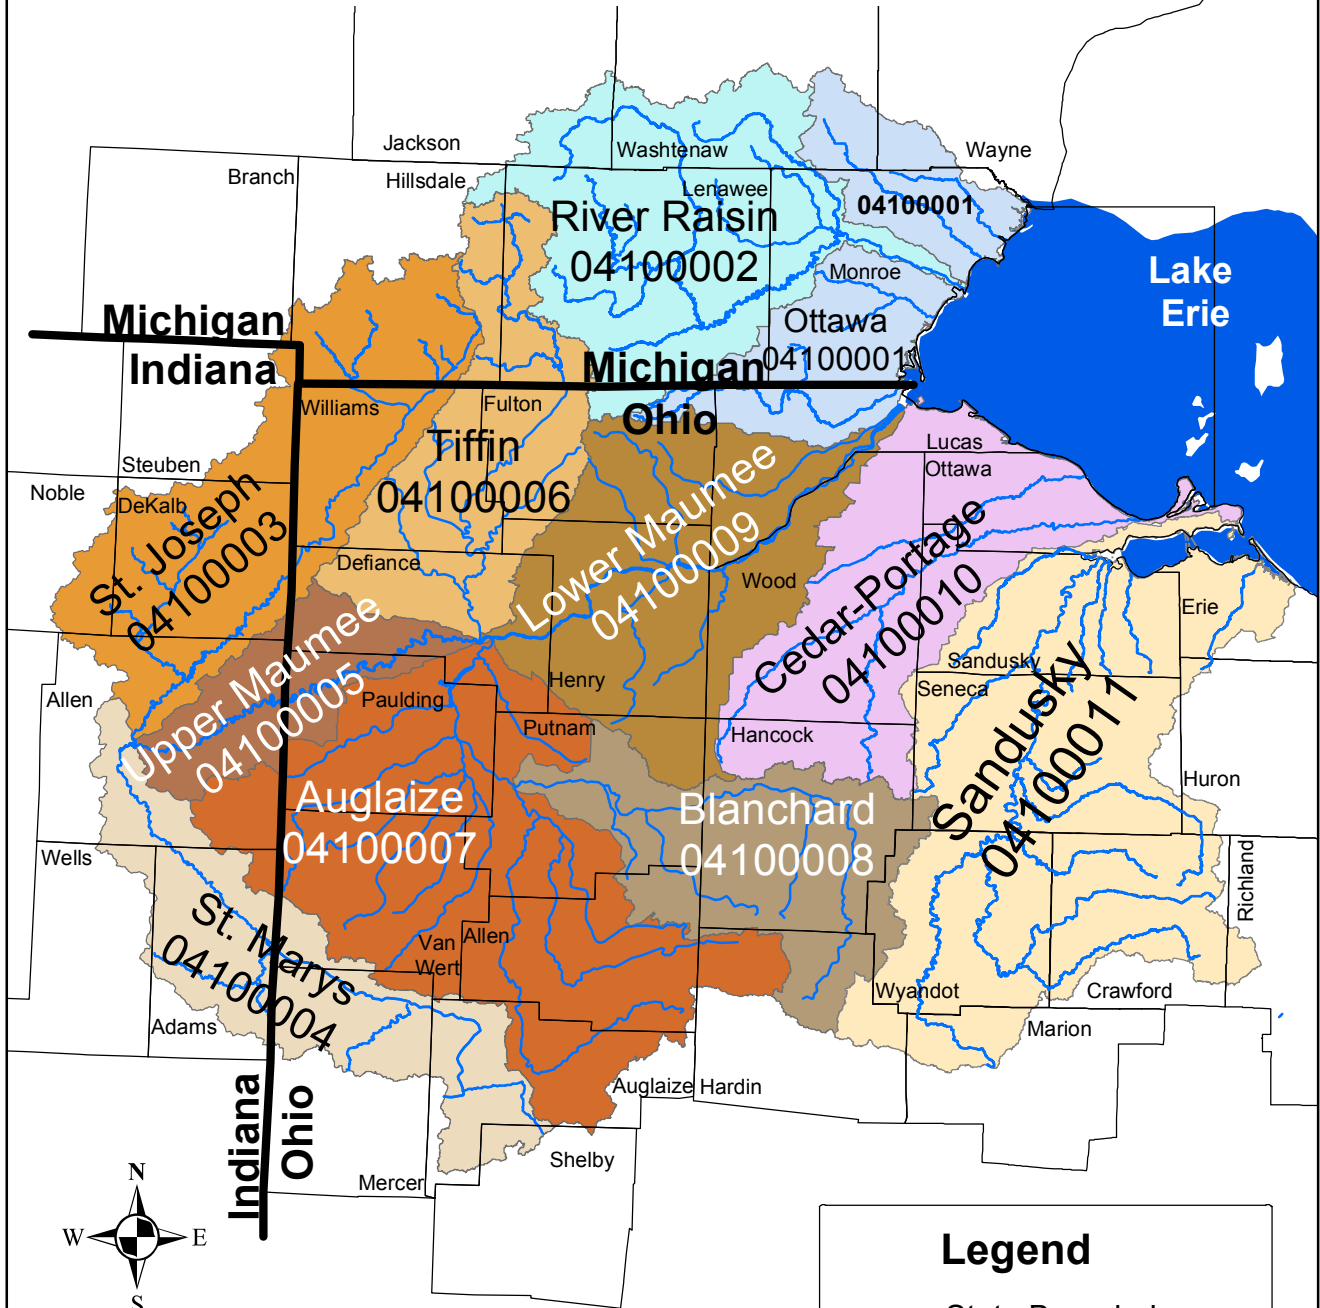 Jackson
Washtenaw
Wayne
Branch
Hillsdale
Lenawee
04100001
River Raisin
04100002
Monroe
Lake
Erie
Michigan
Indiana
Ottawa
04100001
Michigan
Ohio
Williams
Fulton
Tiffin
04100006
Lucas
Ottawa
Steuben
Noble
DeKalb
St. Joseph
04100003
Lower Maumee
04100009
Defiance
Wood
Cedar-Portage
04100010
Erie
Upper Maumee
04100005
Sandusky
Seneca
Allen
Paulding
Henry
Putnam
Hancock
Sandusky
04100011
Huron
Auglaize
04100007
Blanchard
04100008
Wells
Richland
St. Marys
04100004
Van
Wert
Allen
Wyandot
Crawford
Adams
Marion
Indiana
Ohio
Auglaize
Hardin
Shelby
Mercer
N
W
E
S
Legend